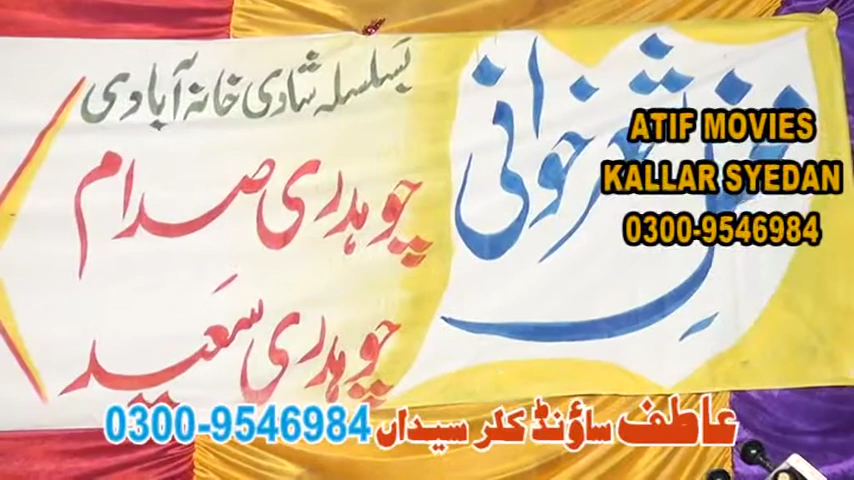 محفل شعر خوانی
بسلسلہ شادی خانہ آبادی
چوہدری صدام
چوہدری سعید
ATIF MOVIES
KALLAR SYEDAN
0300-9546984
عاطف ساؤنڈ کلر سیداں 0300-9546984